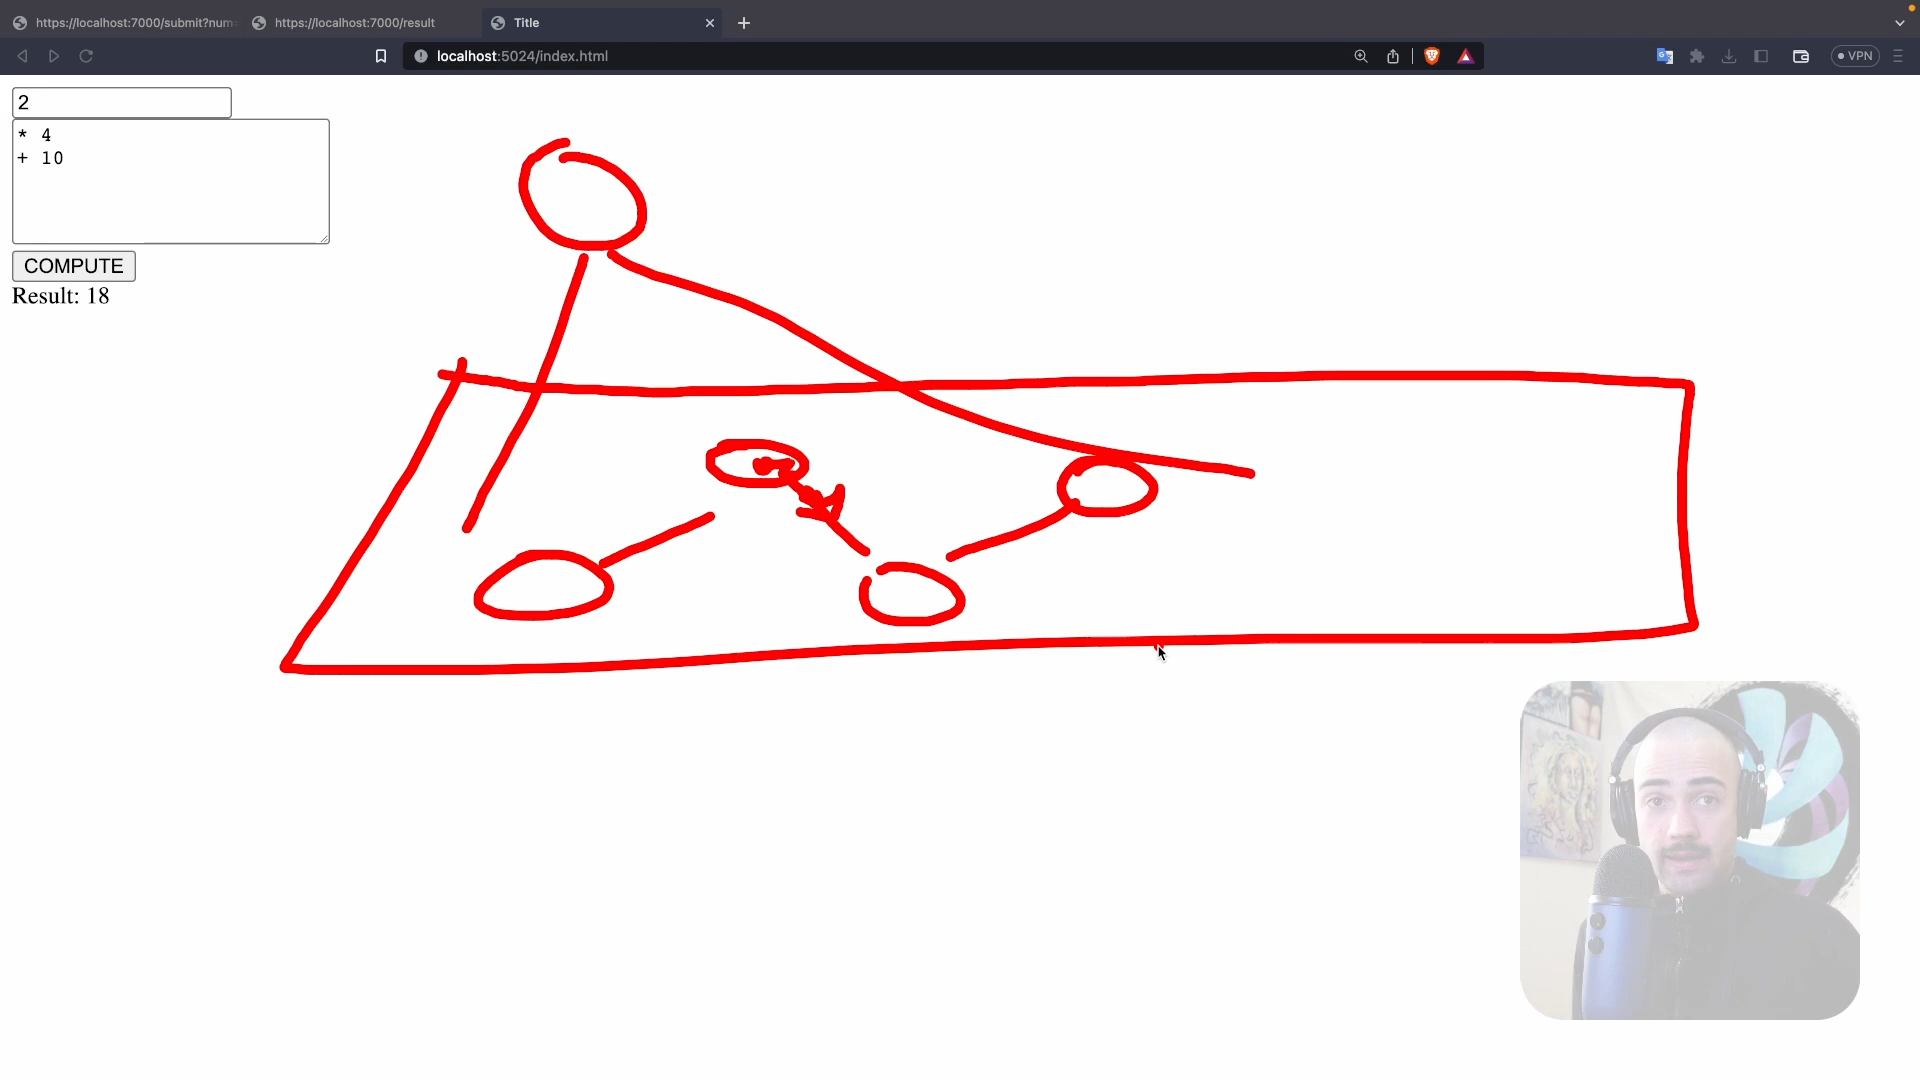 https://localhost:7000/submit?num
https://localhost:7000/result
Title
localhost:5024/index.html
VPN
2
* 4
+ 10
COMPUTE
Result: 18